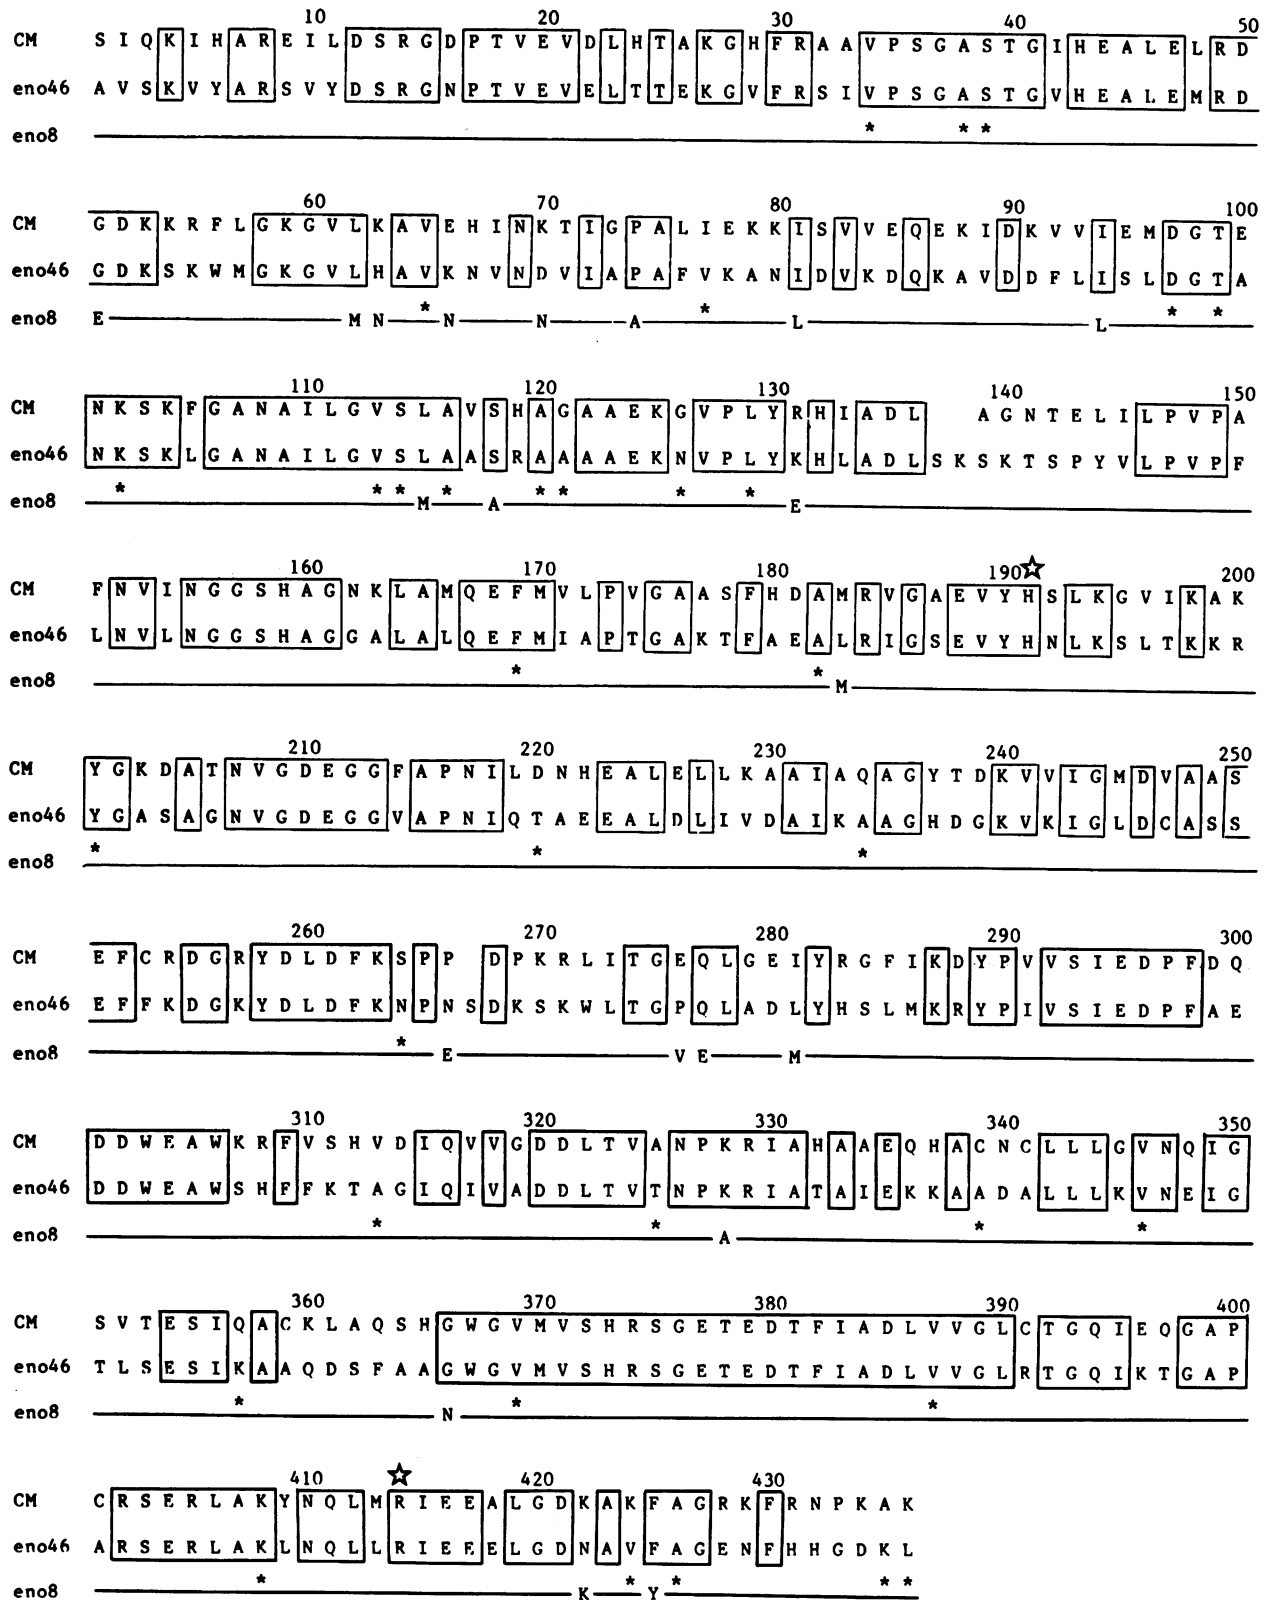 10 20 30 40 50
CM S I Q K I H A R E I L D S R G D P T V E V D L H T A K G H F R A A V P S G A S T G I H E A L E L R D
eno46 A V S K V Y A R S V Y D S R G N P T V E V E L T T E K G V F R S I V P S G A S T G V H E A L E M R D
* * *
eno8
60 70 80 90 100
CM G D K K R F L G K G V L K A V E H I N K T I G P A L I E K K I S V V E Q E K I D K V V I E M D G T E
eno46 G D K S K W M G K G V L H A V K N V N D V I A P A F V K A N I D V K D Q K A V D D F L I S L D G T A
* * * *
eno8 E M N N N A L L
110 120 130 140 150
CM N K S K F G A N A I L G V S L A V S H A G A A E K G V P L Y R H I A D L A G N T E L I L P V P A
eno46 N K S K L G A N A I L G V S L A A S R A A A A E K N V P L Y K H L A D L S K S K T S P Y V L P V P F
* * * * * * * *
eno8 M A E
160 170 180 190 ☆ 200
CM F N V I N G G S H A G N K L A M Q E F M V L P V G A A S F H D A M R V G A E V Y H S L K G V I K A K
eno46 L N V L N G G S H A G G A L A L Q E F M I A P T G A K T F A E A L R I G S E V Y H N L K S L T K K R
* *
eno8 M
210 220 230 240 250
CM Y G K D A T N V G D E G G F A P N I L D N H E A L E L L K A A I A Q A G Y T D K V V I G M D V A A S
eno46 Y G A S A G N V G D E G G V A P N I Q T A E E A L D L I V D A I K A A G H D G K V K I G L D C A S S
* * *
eno8
260 270 280 290 300
CM E F C R D G R Y D L D F K S P P D P K R L I T G E Q L G E I Y R G F I K D Y P V V S I E D P F D Q
eno46 E F F K D G K Y D L D F K N P N S D K S K W L T G P Q L A D L Y H S L M K R Y P I V S I E D P F A E
*
eno8 E V E M
310 320 330 340 350
CM D D W E A W K R F V S H V D I Q V V G D D L T V A N P K R I A H A A E Q H A C N C L L L G V N Q I G
eno46 D D W E A W S H F F K T A G I Q I V A D D L T V T N P K R I A T A I E K K A A D A L L L K V N E I G
* * * *
eno8 A
360 370 380 390 400
CM S V T E S I Q A C K L A Q S H G W G V M V S H R S G E T E D T F I A D L V V G L C T G Q I E Q G A P
eno46 T L S E S I K A A Q D S F A A G W G V M V S H R S G E T E D T F I A D L V V G L R T G Q I K T G A P
* * *
eno8 N
410 ☆ 420 430
CM C R S E R L A K Y N Q L M R I E E A L G D K A K F A G R K F R N P K A K
eno46 A R S E R L A K L N Q L L R I E E E L G D N A V F A G E N F H H G D K L
* * * * *
eno8 K Y